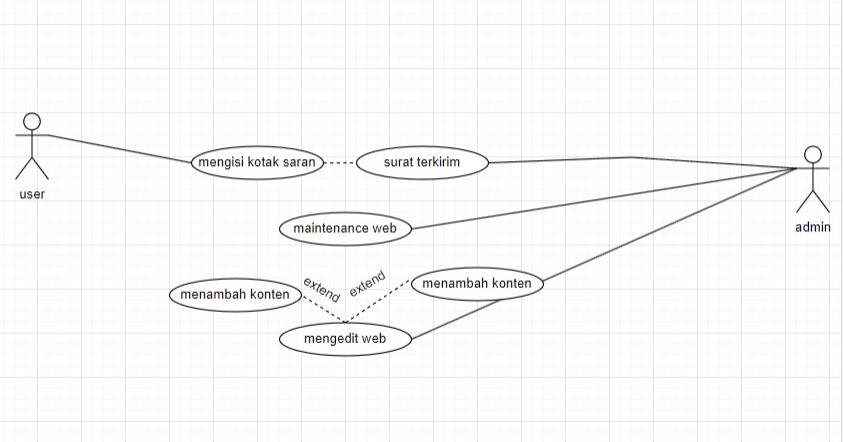 mengisi kotak saran
surat terkirim
user
admin
maintenance web
extend
extend
menambah konten
menambah konten
mengedit web